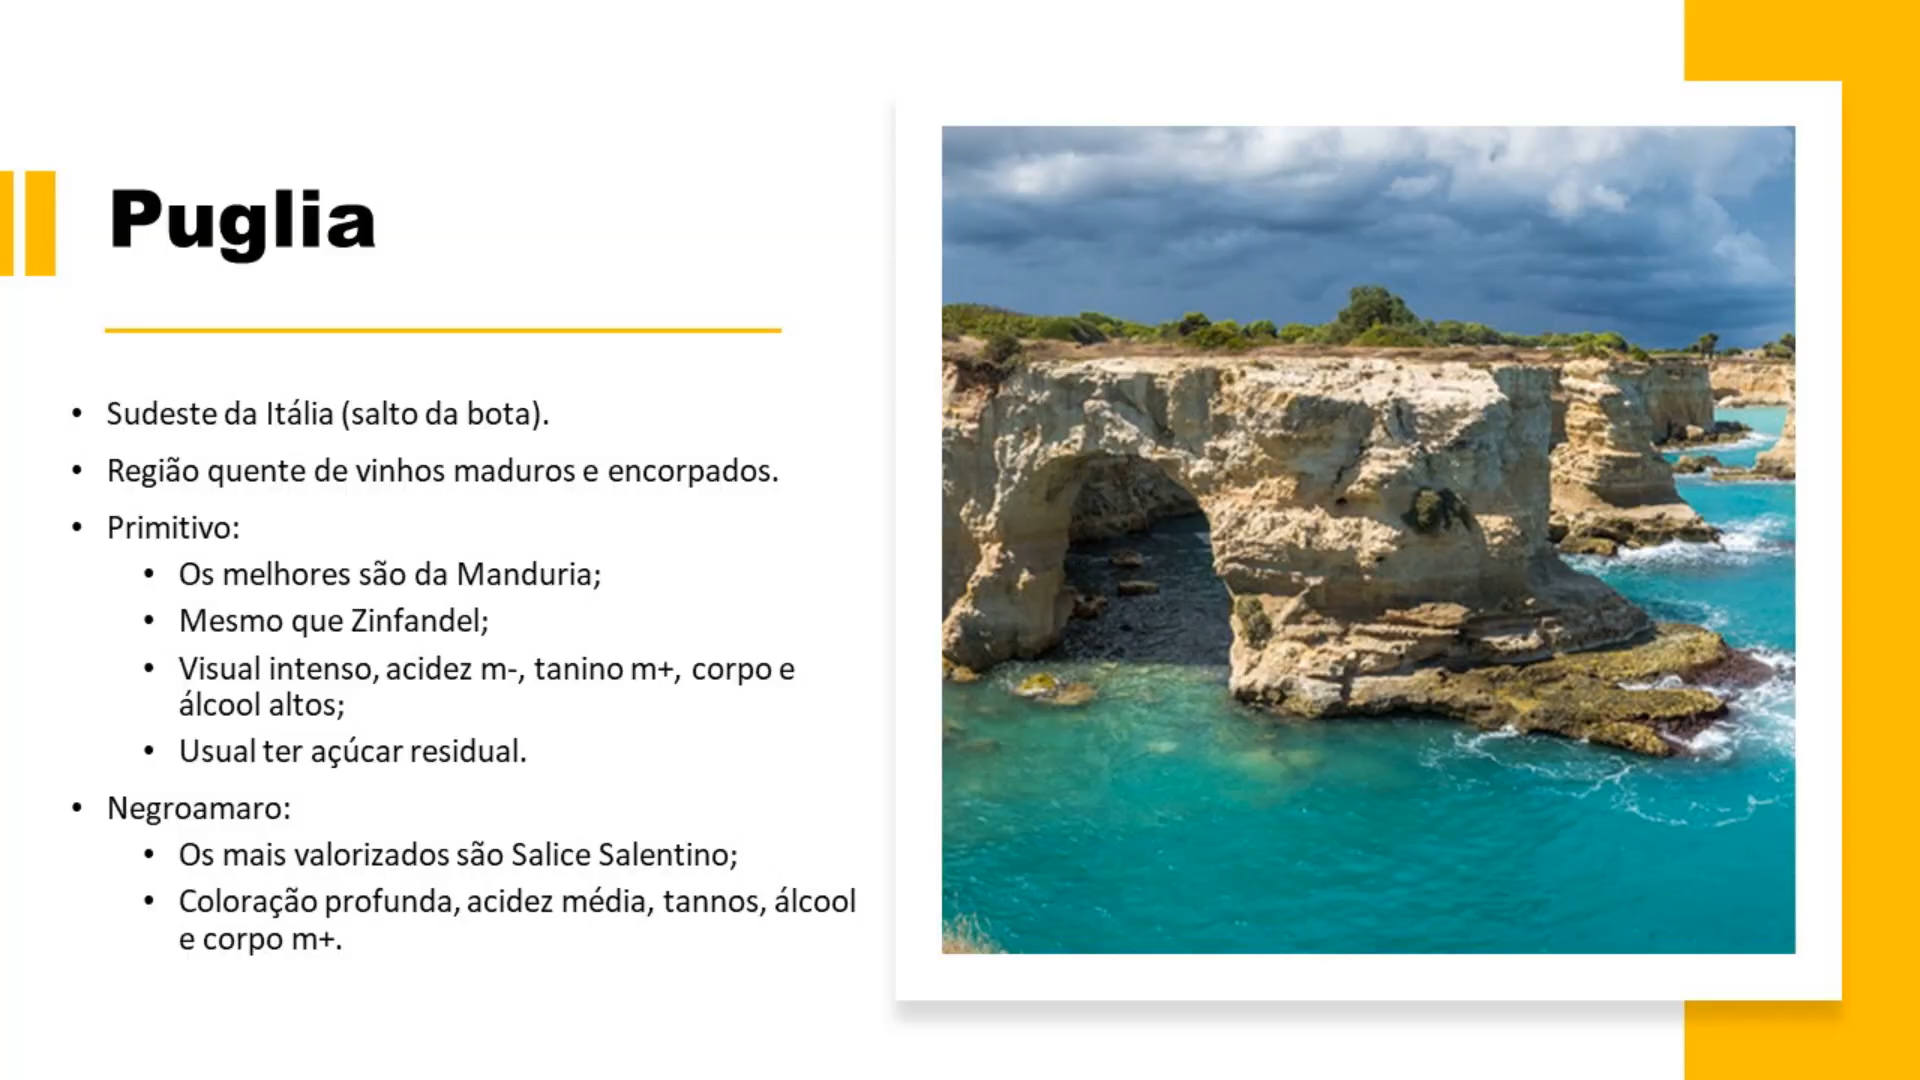 Puglia
• Sudeste da Itália (salto da bota).
• Região quente de vinhos maduros e encorpados.
• Primitivo:
• Os melhores são da Manduria;
• Mesmo que Zinfandel;
• Visual intenso, acidez m-, tanino m+, corpo e
álcool altos;
• Usual ter açúcar residual.
• Negroamaro:
• Os mais valorizados são Salice Salentino;
• Coloração profunda, acidez média, tannos, álcool
e corpo m+.